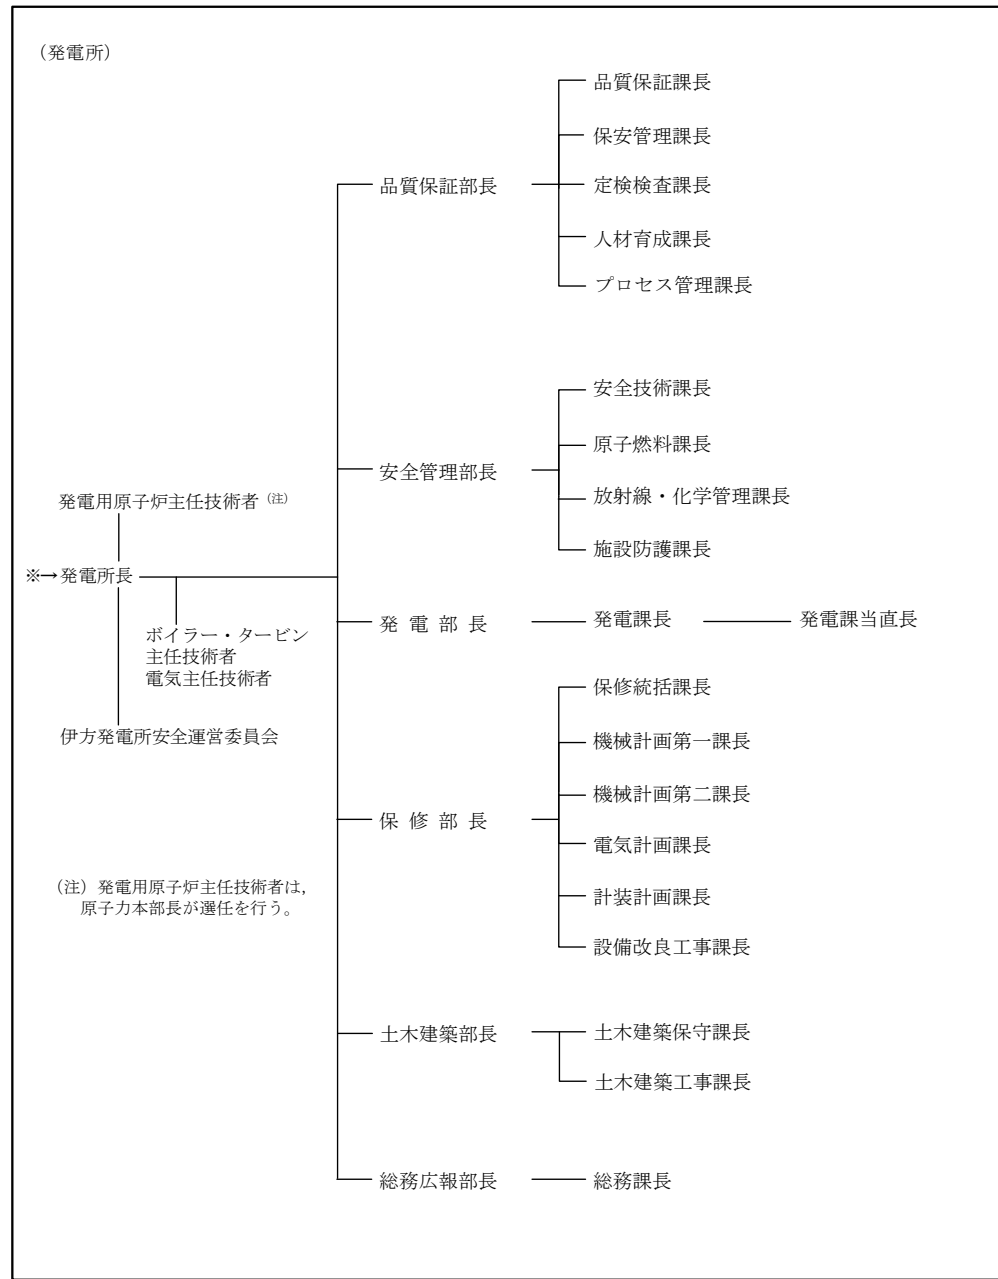 （発電所）
品質保証課長
保安管理課長
品質保証部長
定検検査課長
人材育成課長
プロセス管理課長
安全技術課長
原子燃料課長
安全管理部長
放射線・化学管理課長
施設防護課長
発電用原子炉主任技術者（注）
※→発電所長
ボイラー・タービン
主任技術者
電気主任技術者
伊方発電所安全運営委員会
発電部長
発電課長
発電課当直長
保修統括課長
機械計画第一課長
機械計画第二課長
保修部長
電気計画課長
計装計画課長
設備改良工事課長
（注）発電用原子炉主任技術者は，
原子力本部長が選任を行う。
土木建築部長
土木建築保守課長
土木建築工事課長
総務広報部長
総務課長